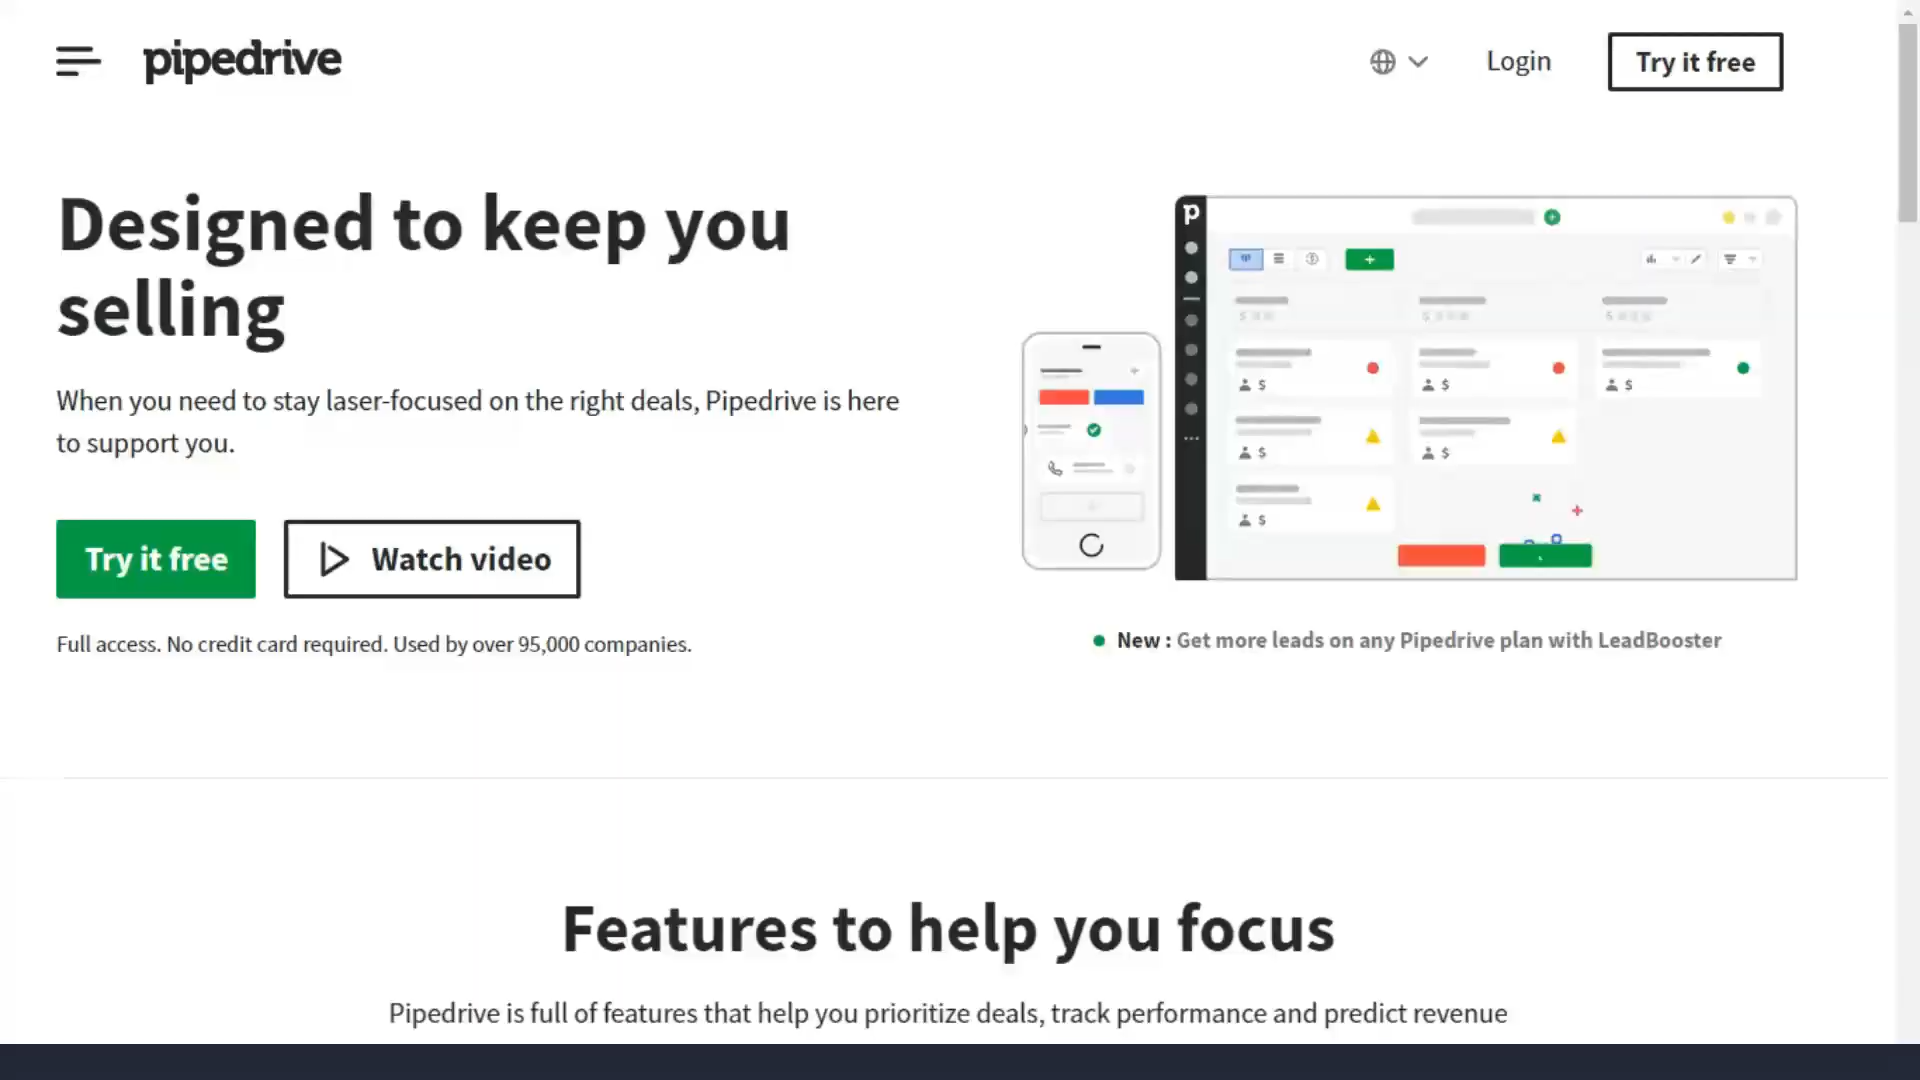 pipedrive
Login
Try it free
Designed to keep you
selling
When you need to stay laser-focused on the right deals, Pipedrive is here
to support you.
Try it free
Watch video
Full access. No credit card required. Used by over 95,000 companies.
p
$
$
$
$
$
$
New : Get more leads on any Pipedrive plan with LeadBooster
Features to help you focus
Pipedrive is full of features that help you prioritize deals, track performance and predict revenue